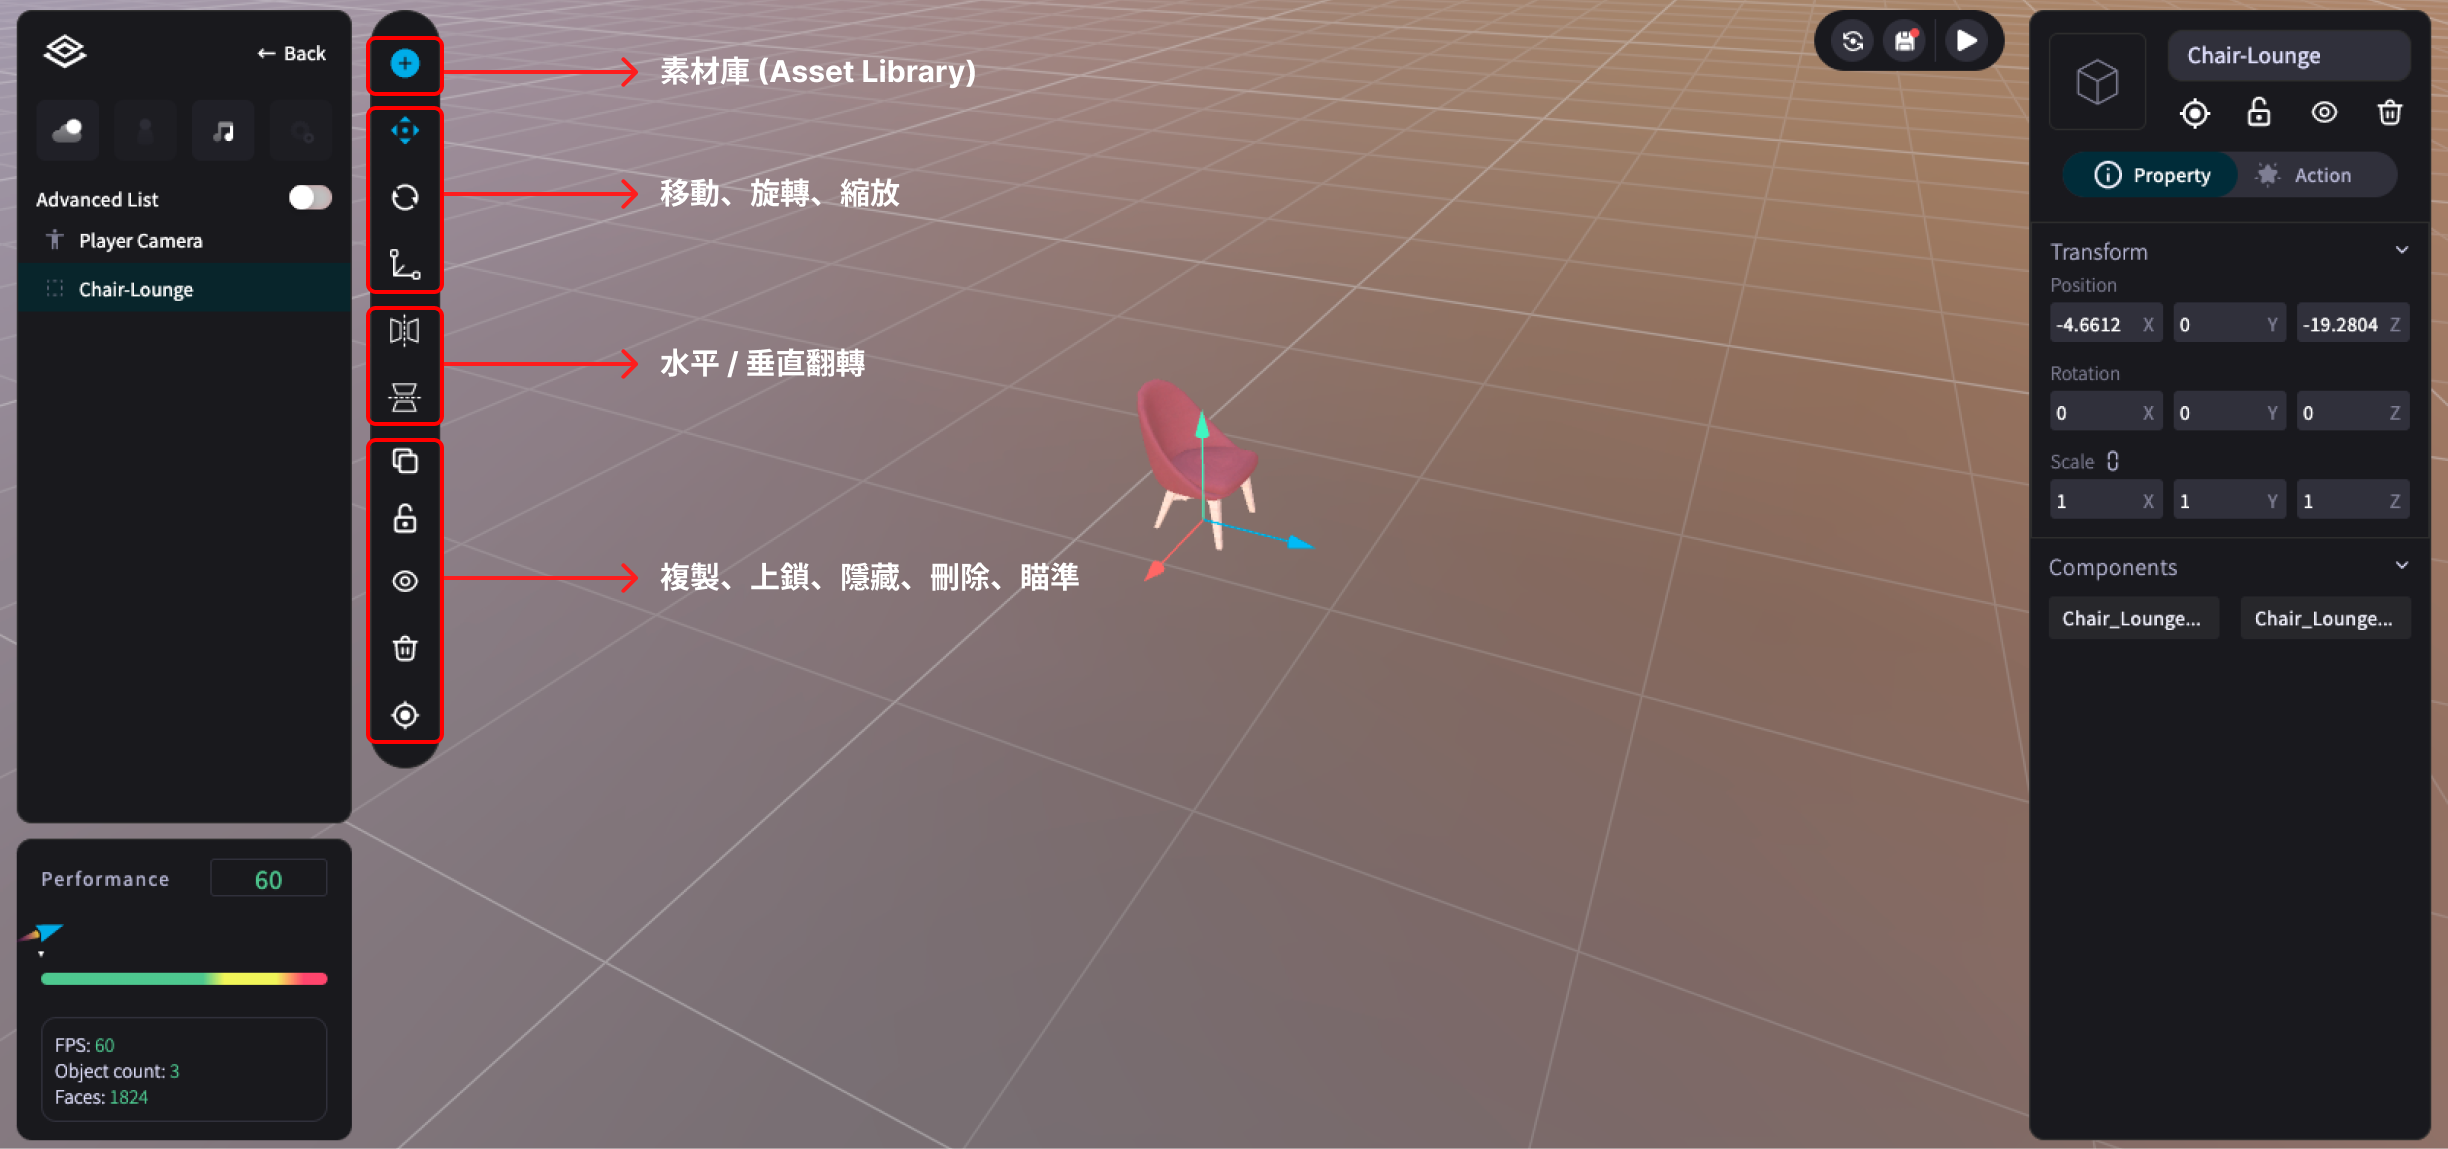 ← Back
Advanced List
Player Camera
Chair-Lounge
Performance 60
FPS: 60
Object count: 3
Faces: 1824
素材庫 (Asset Library)
移動、旋轉、縮放
水平 / 垂直翻轉
複製、上鎖、隱藏、刪除、瞄準
Chair-Lounge
Property Action
Transform
Position
-4.6612 X 0 Y -19.2804 Z
Rotation
0 X 0 Y 0 Z
Scale
1 X 1 Y 1 Z
Components
Chair_Lounge... Chair_Lounge...